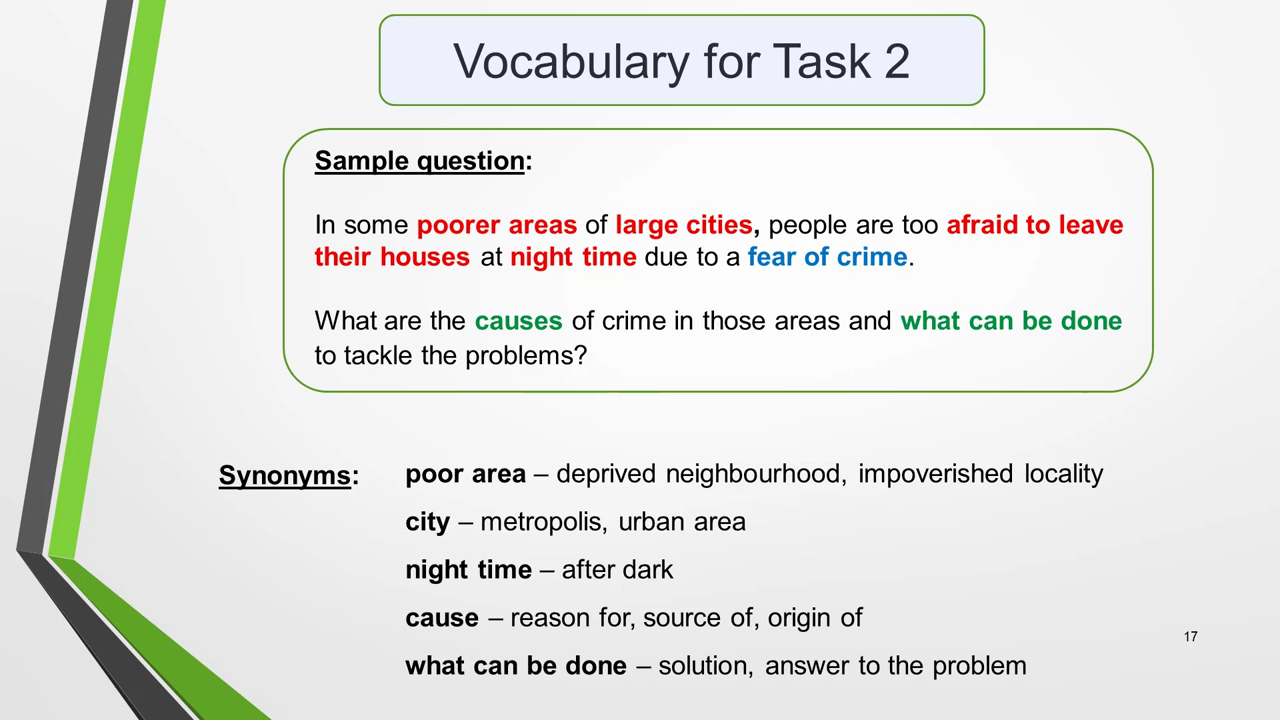 Vocabulary for Task 2
Sample question:
In some poorer areas of large cities, people are too afraid to leave
their houses at night time due to a fear of crime.
What are the causes of crime in those areas and what can be done
to tackle the problems?
Synonyms:
poor area – deprived neighbourhood, impoverished locality
city – metropolis, urban area
night time – after dark
cause – reason for, source of, origin of
17
what can be done – solution, answer to the problem